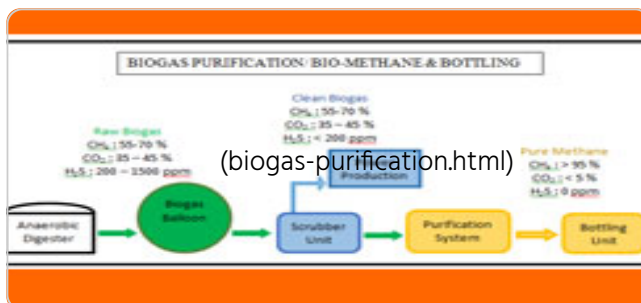 BIOGAS PURIFICATION/ BIO-METHANE & BOTTLING
Raw Biogas
CH₄ : 55-70 %
CO₂ : 35 – 45 %
H₂S : 200 – 1500 ppm
Clean Biogas
CH₄ : 55-70 %
CO₂ : 35 – 45 %
H₂S : < 200 ppm
Pure Methane
CH₄ : > 95 %
CO₂ : < 5 %
H₂S : 0 ppm
(biogas-purification.html)
Production
Anaerobic
Digester
Biogas
Balloon
Scrubber
Unit
Purification
System
Bottling
Unit